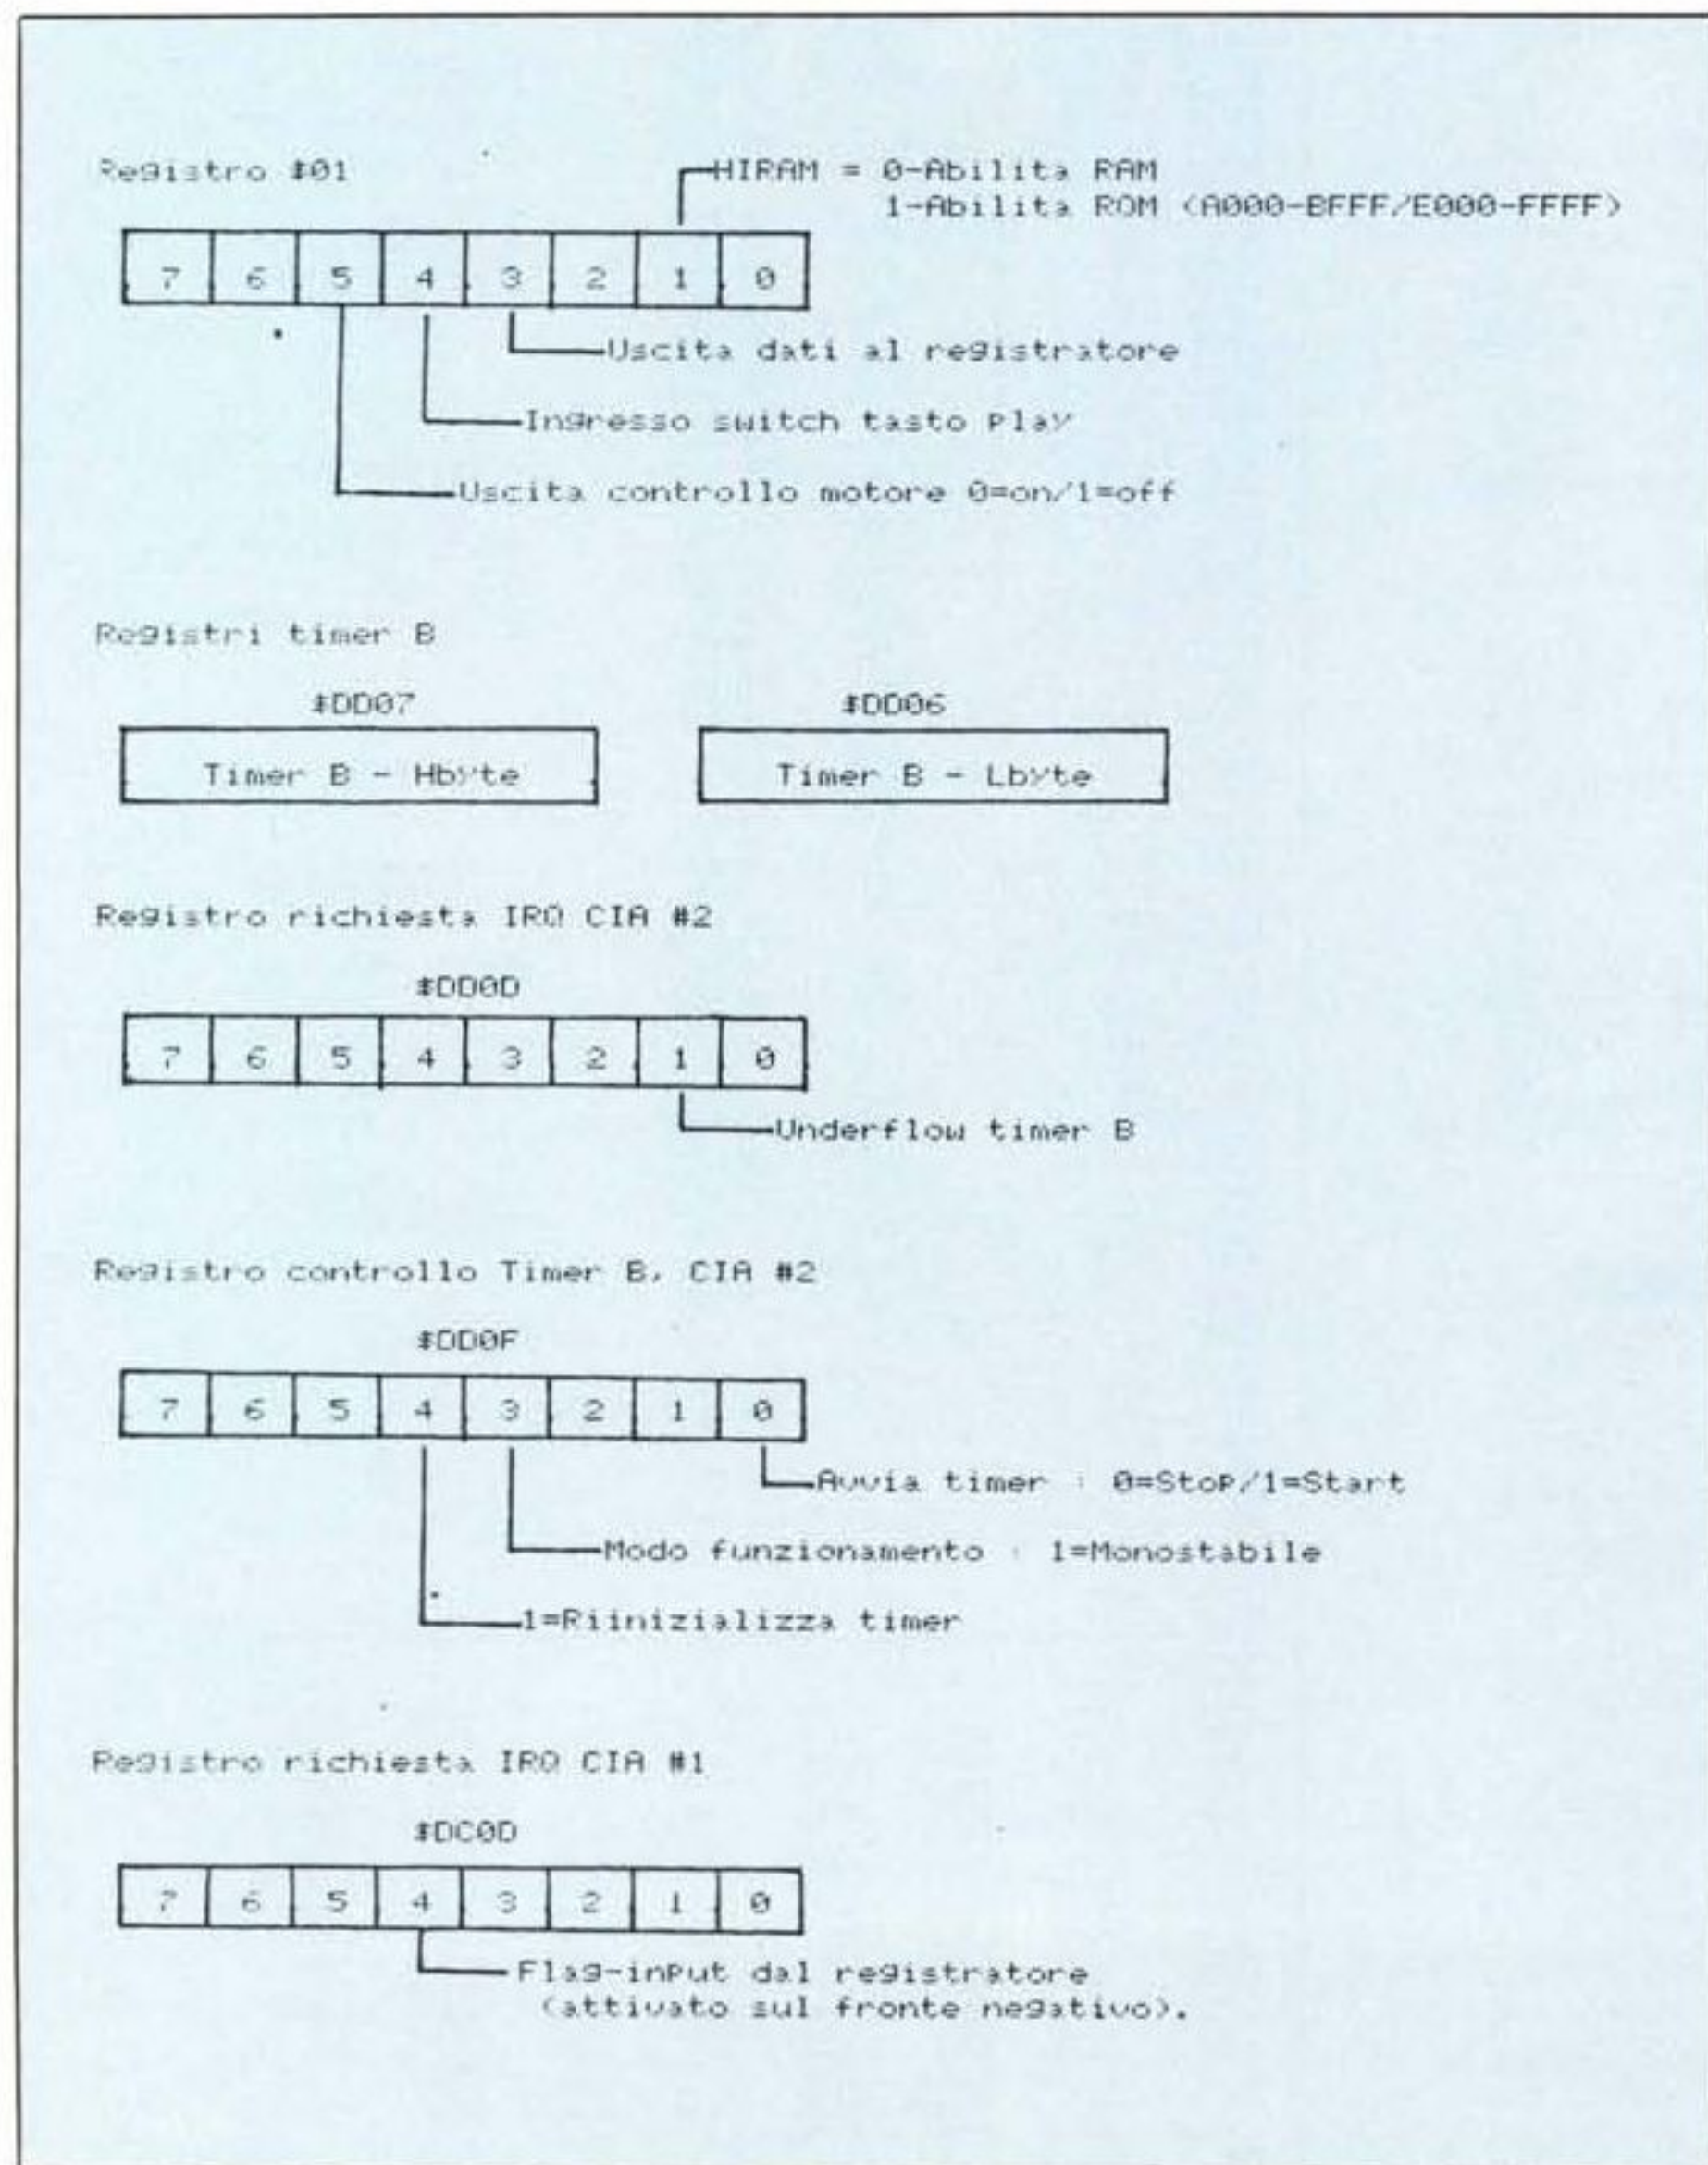 Registro $01
HIRAM = 0-Abilita RAM
1-Abilita ROM (A000-BFFF/E000-FFFF)
7 6 5 4 3 2 1 0
Uscita dati al registratore
Ingresso switch tasto Play
Uscita controllo motore 0=on/1=off
Registri timer B
$DD07 $DD06
Timer B - Hbyte Timer B - Lbyte
Registro richiesta IRQ CIA #2
$DD0D
7 6 5 4 3 2 1 0
Underflow timer B
Registro controllo Timer B, CIA #2
$DD0F
7 6 5 4 3 2 1 0
Avvia timer : 0=Stop/1=Start
Modo funzionamento : 1=Monostabile
1=Riinizializza timer
Registro richiesta IRQ CIA #1
$DC0D
7 6 5 4 3 2 1 0
Flag-input dal registratore
(attivato sul fronte negativo).